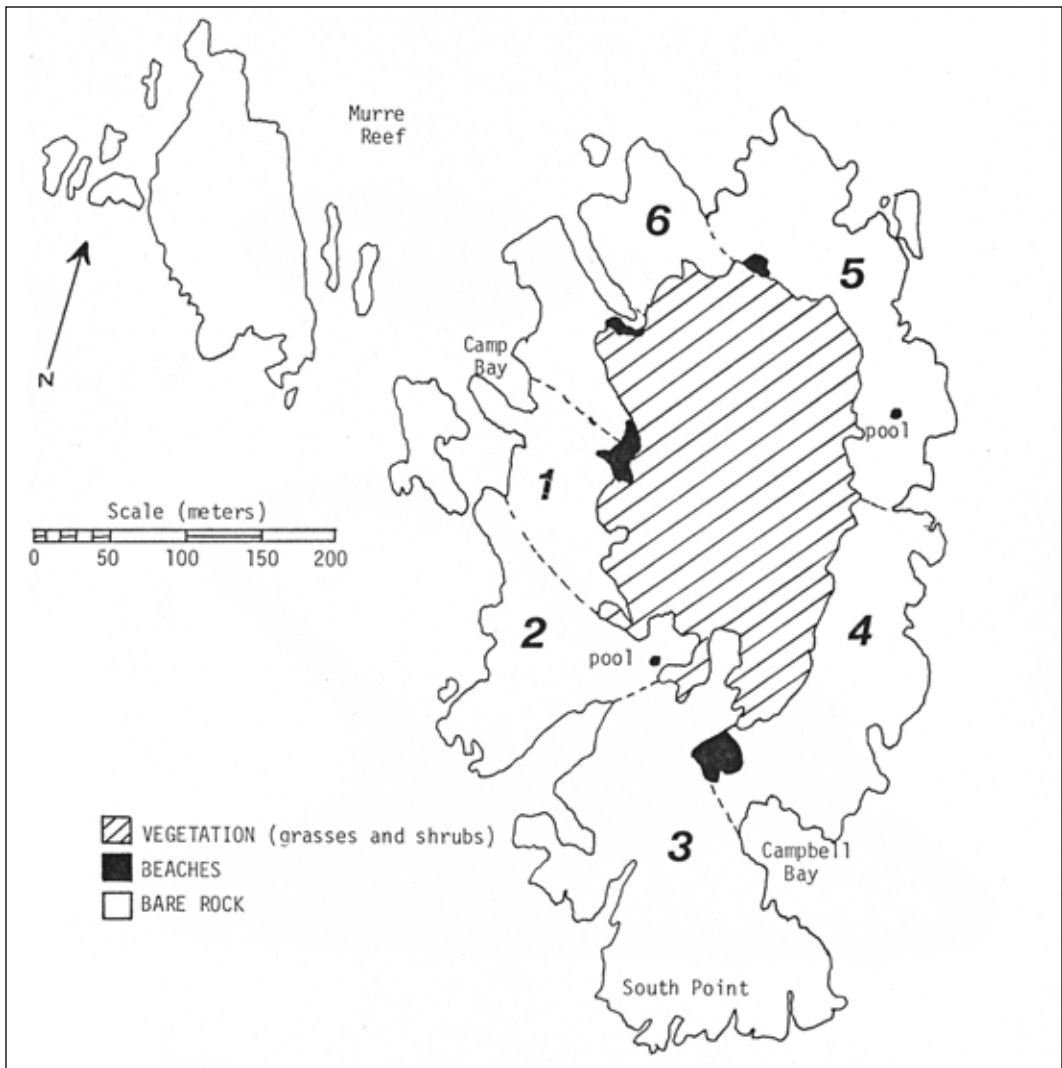 Murre
Reef
N
Camp
Bay
6
5
pool
1
Scale (meters)
0 50 100 150 200
2
pool
4
VEGETATION (grasses and shrubs)
BEACHES
BARE ROCK
3
Campbell
Bay
South Point